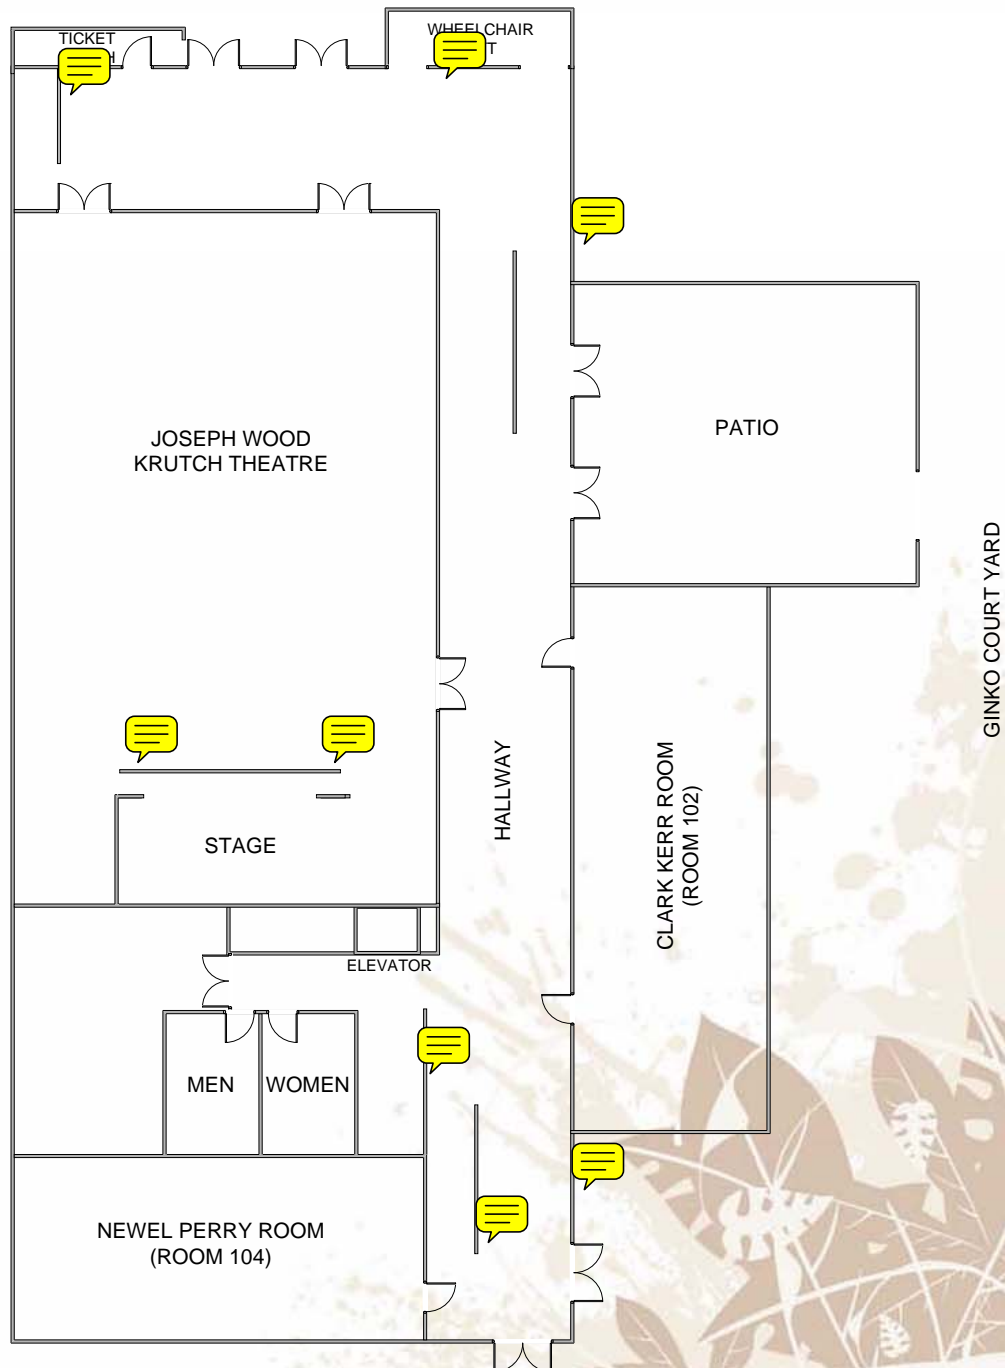 TICKET
WHEELCHAIR
JOSEPH WOOD
KRUTCH THEATRE
PATIO
GINKO COURT YARD
HALLWAY
CLARK KERR ROOM
(ROOM 102)
STAGE
ELEVATOR
MEN
WOMEN
NEWEL PERRY ROOM
(ROOM 104)